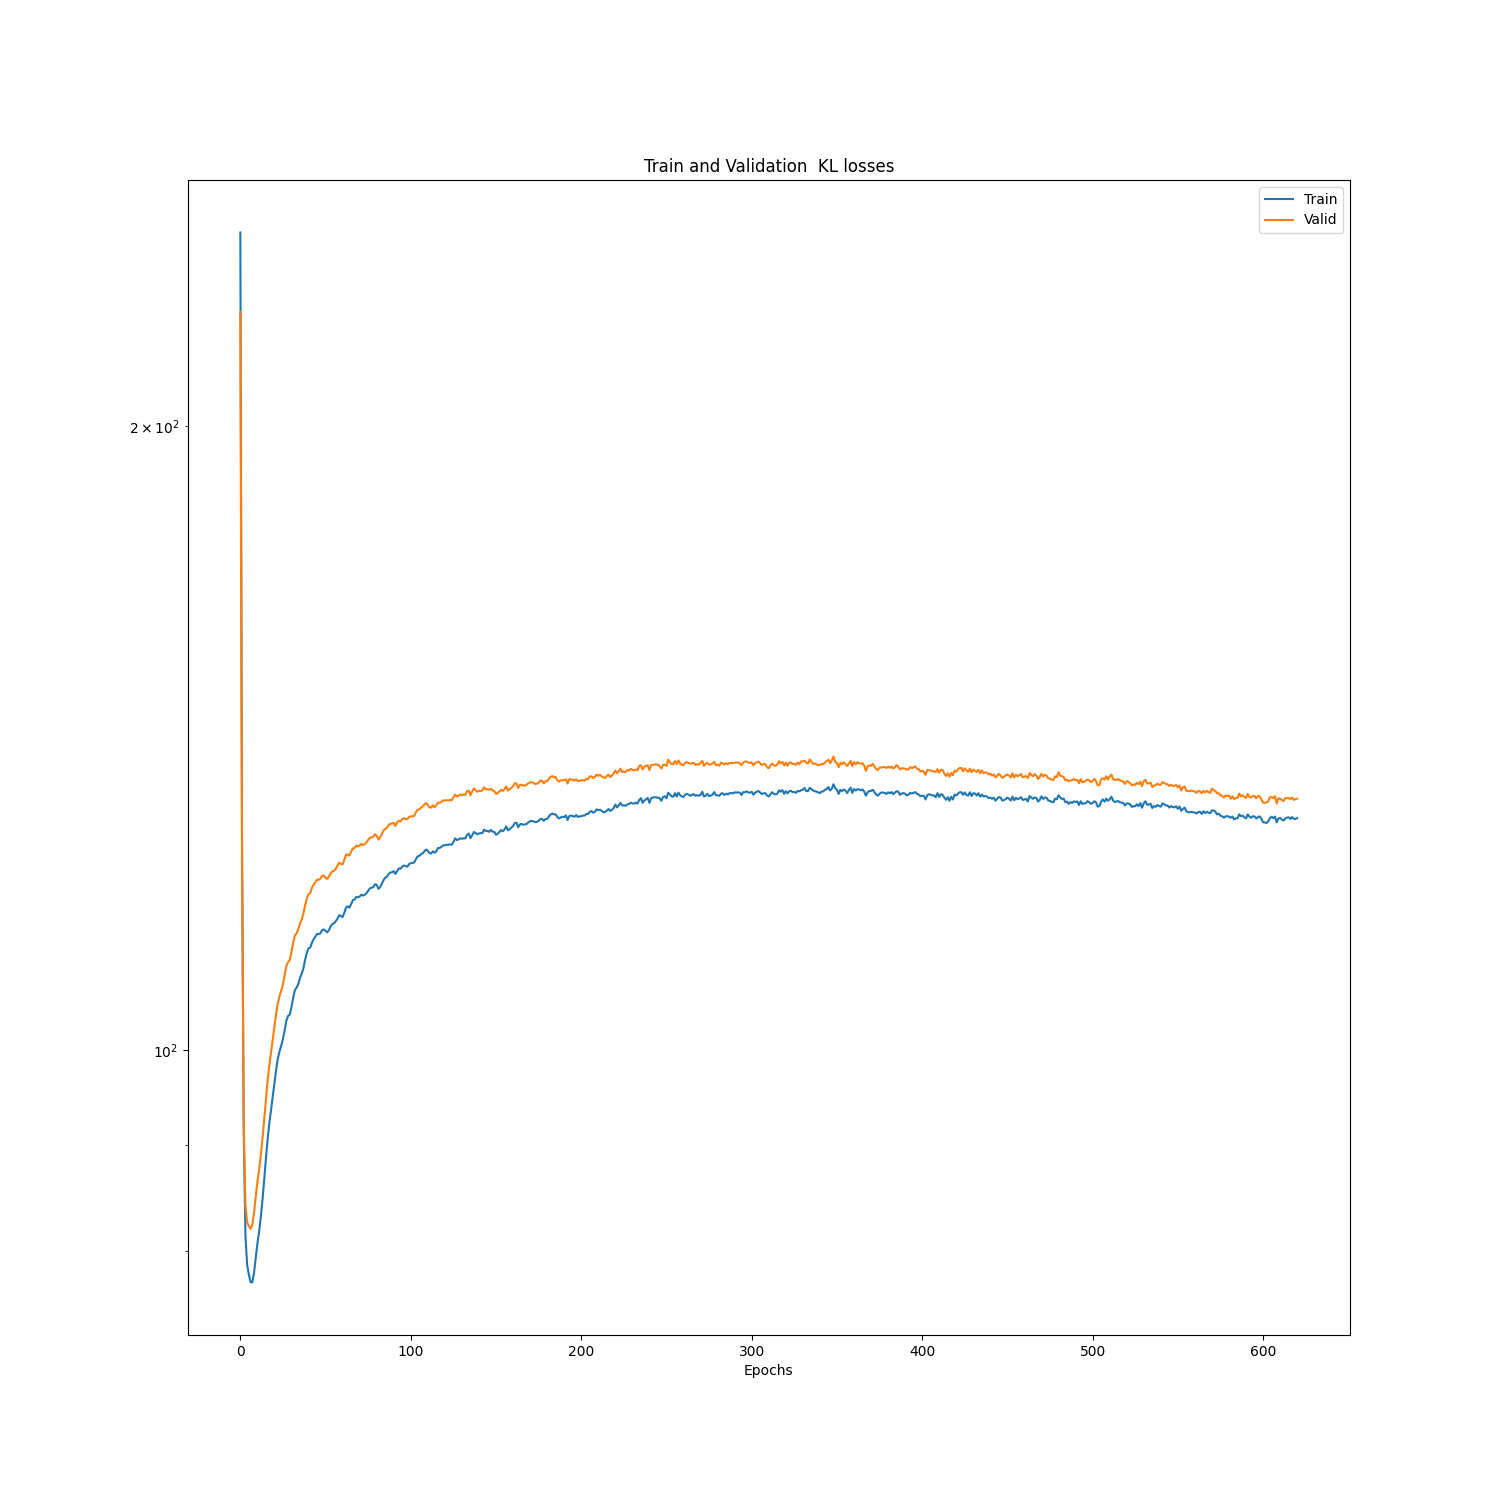 Train and Validation  KL losses
Train
Valid
2 × 10²
10²
0 100 200 300 400 500 600
Epochs